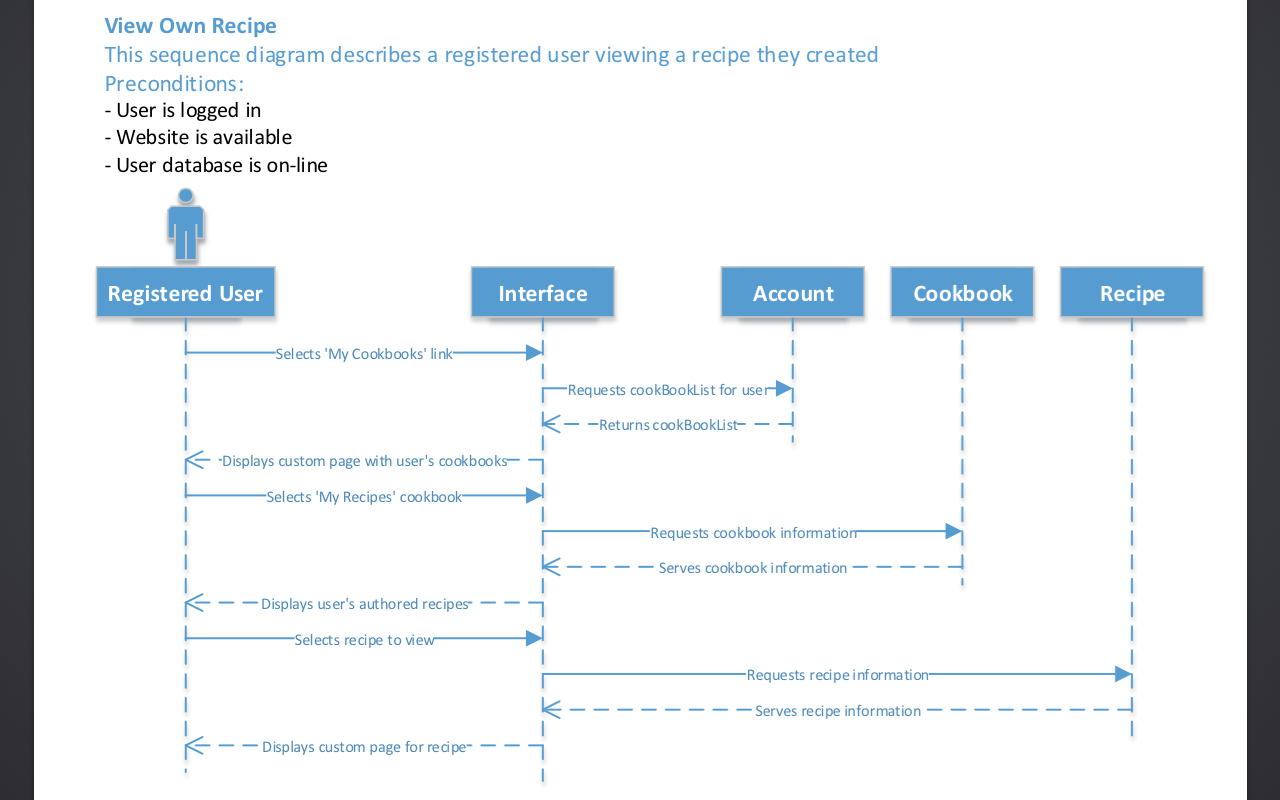 View Own Recipe
This sequence diagram describes a registered user viewing a recipe they created
Preconditions:
- User is logged in
- Website is available
- User database is on-line
Registered User
Interface
Account
Cookbook
Recipe
Selects 'My Cookbooks' link
Requests cookBookList for user
Returns cookBookList
Displays custom page with user's cookbooks
Selects 'My Recipes' cookbook
Requests cookbook information
Serves cookbook information
Displays user's authored recipes
Selects recipe to view
Requests recipe information
Serves recipe information
Displays custom page for recipe